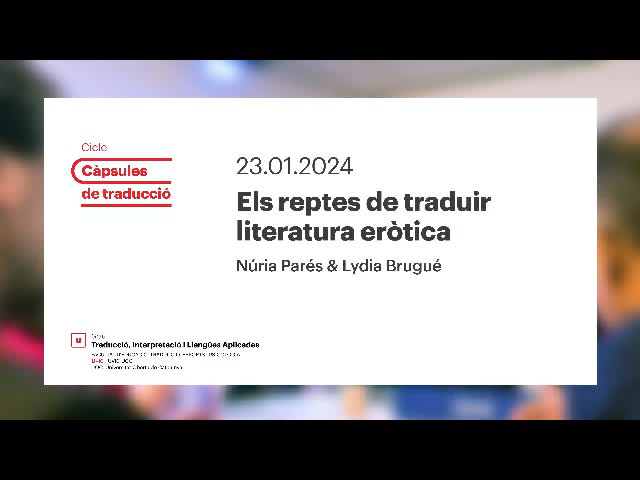 Cicle
Càpsules
de traducció
23.01.2024
Els reptes de traduir
literatura eròtica
Núria Parés & Lydia Brugué
u
Grau
Traducció, Interpretació i Llengües Aplicades